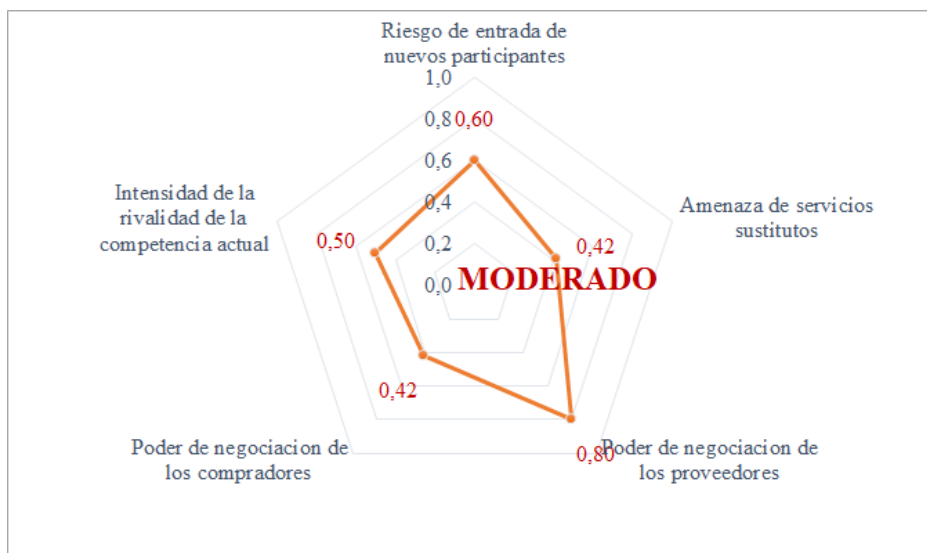 Riesgo de entrada de
nuevos participantes
1,0
0,8
0,60
0,6
0,4
0,2
0,0
Intensidad de la
rivalidad de la
competencia actual
0,50
Amenaza de servicios
sustitutos
0,42
MODERADO
0,42
Poder de negociacion de
los compradores
0,80
Poder de negociacion de
los proveedores